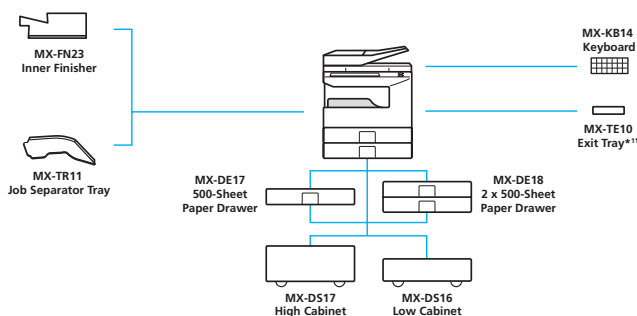 MX-FN23
Inner Finisher
MX-KB14
Keyboard
MX-TE10
Exit Tray*¹¹
MX-TR11
Job Separator Tray
MX-DE17
500-Sheet
Paper Drawer
MX-DE18
2 x 500-Sheet
Paper Drawer
MX-DS17
High Cabinet
MX-DS16
Low Cabinet